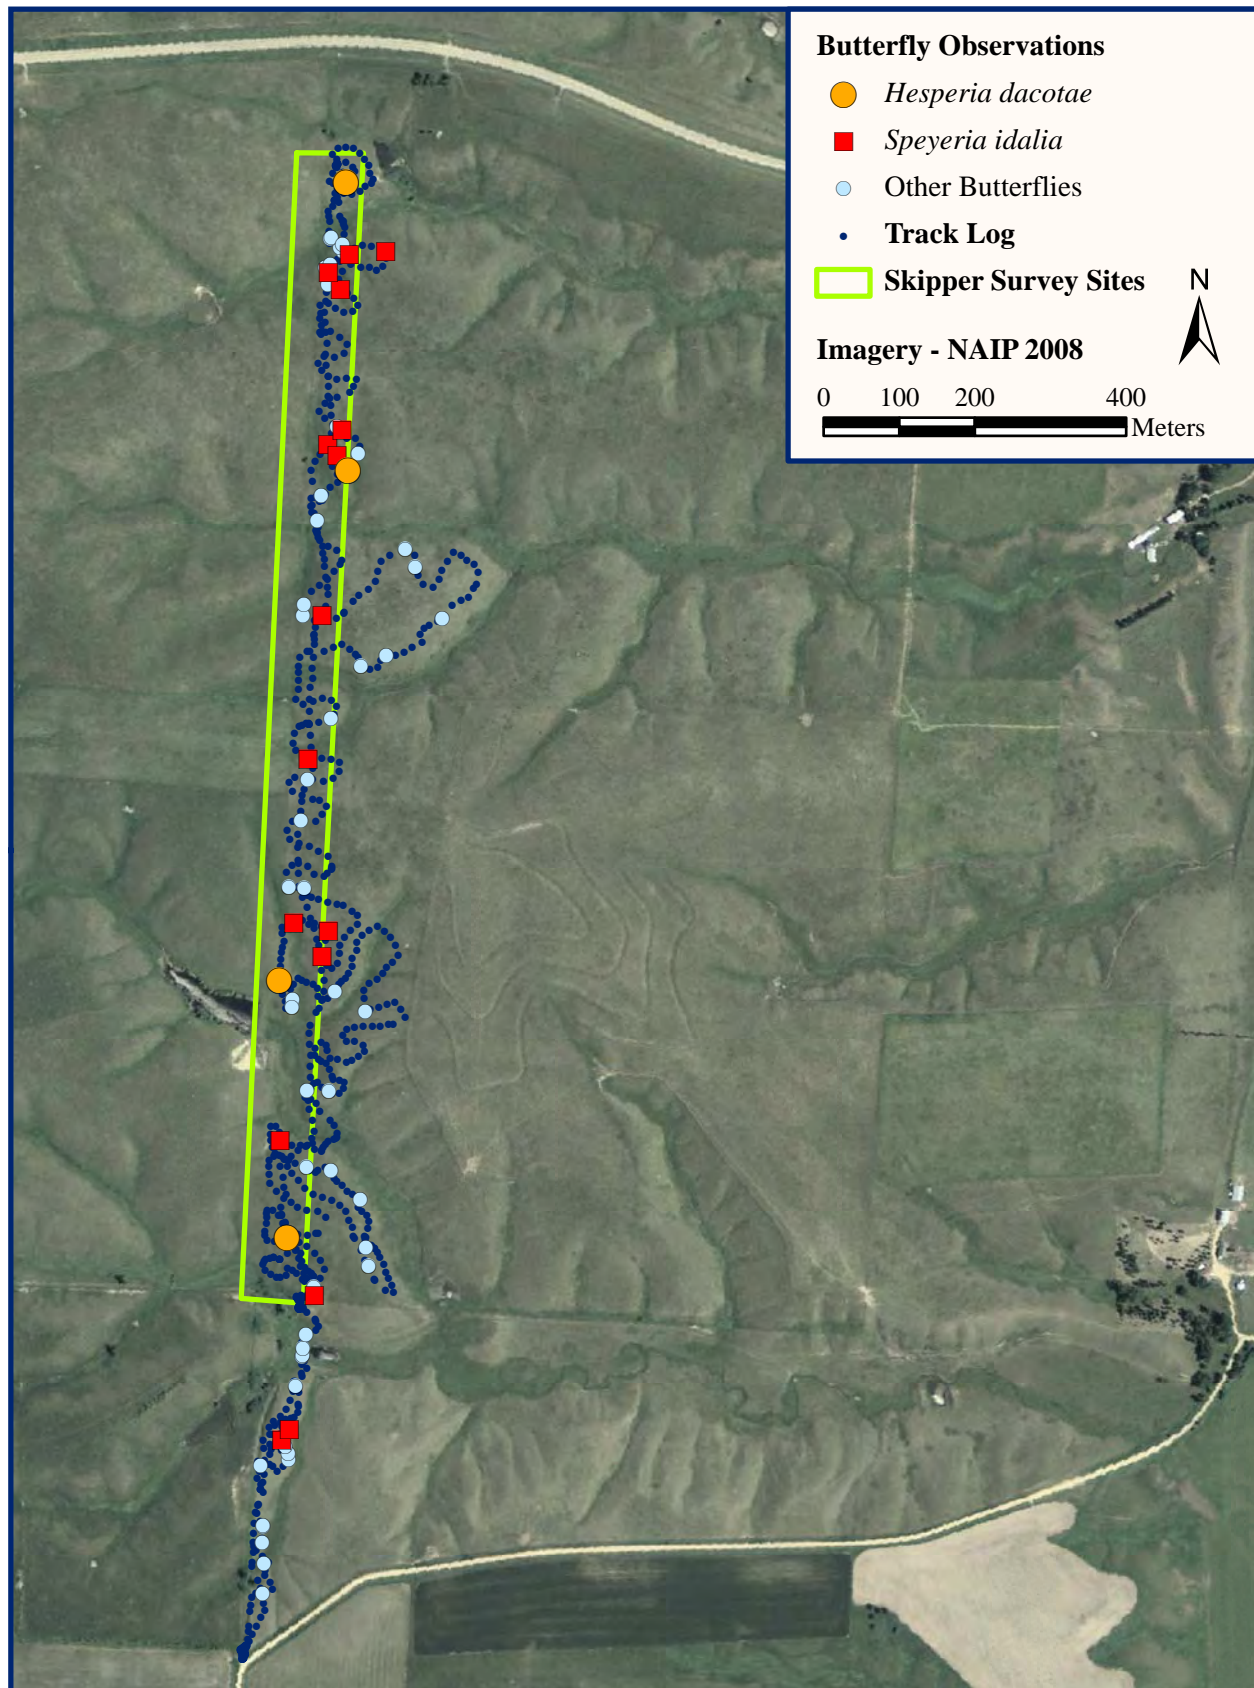 Butterfly Observations
Hesperia dacotae
Speyeria idalia
Other Butterflies
Track Log
Skipper Survey Sites
N
Imagery - NAIP 2008
0 100 200 400
Meters